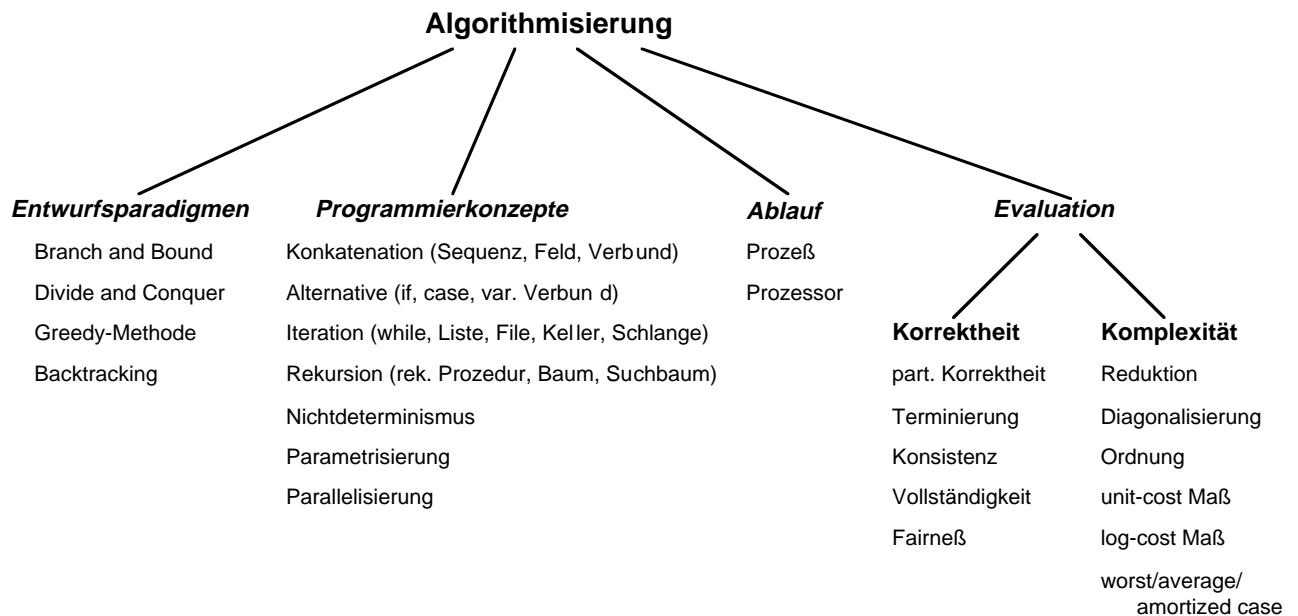 Algorithmisierung
Entwurfsparadigmen
Branch and Bound
Divide and Conquer
Greedy-Methode
Backtracking
Programmierkonzepte
Konkatenation (Sequenz, Feld, Verbund)
Alternative (if, case, var. Verbun d)
Iteration (while, Liste, File, Keller, Schlange)
Rekursion (rek. Prozedur, Baum, Suchbaum)
Nichtdeterminismus
Parametrisierung
Parallelisierung
Ablauf
Prozeß
Prozessor
Evaluation
Korrektheit
part. Korrektheit
Terminierung
Konsistenz
Vollständigkeit
Fairneß
Komplexität
Reduktion
Diagonalisierung
Ordnung
unit-cost Maß
log-cost Maß
worst/average/
amortized case